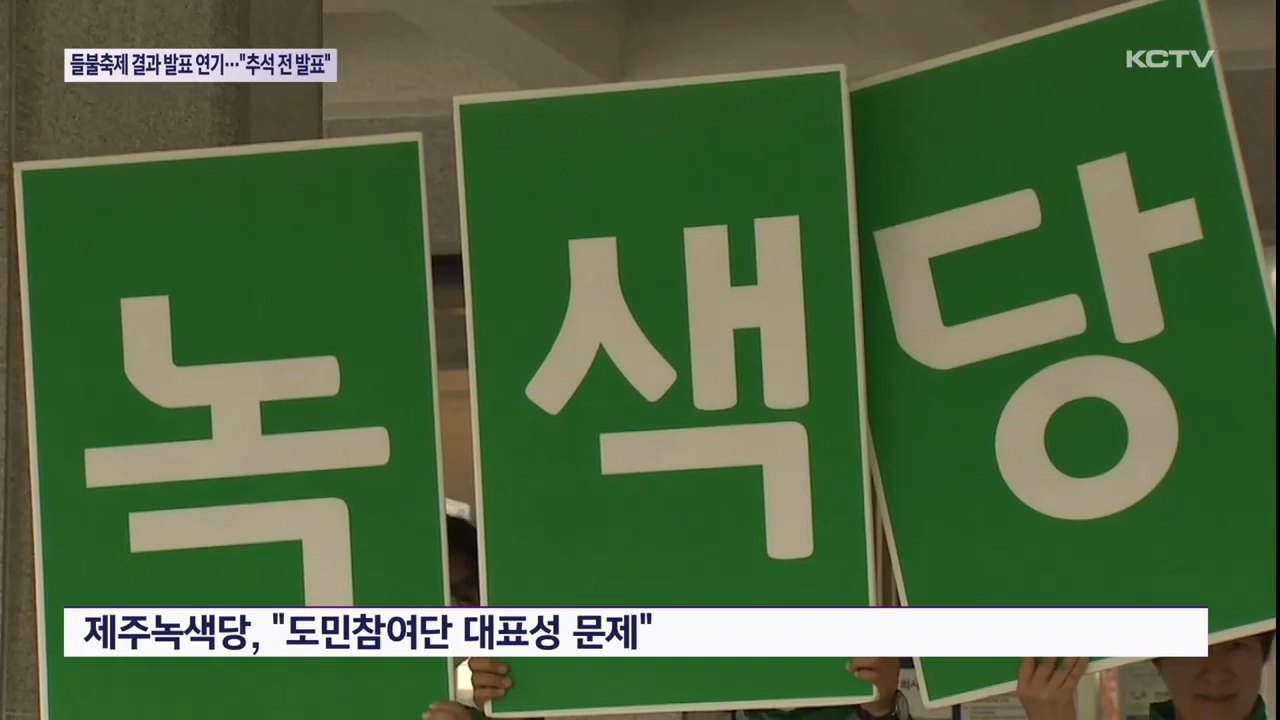 들불축제 결과 발표 연기…"추석 전 발표"
KCTV
녹색당
제주녹색당, "도민참여단 대표성 문제"